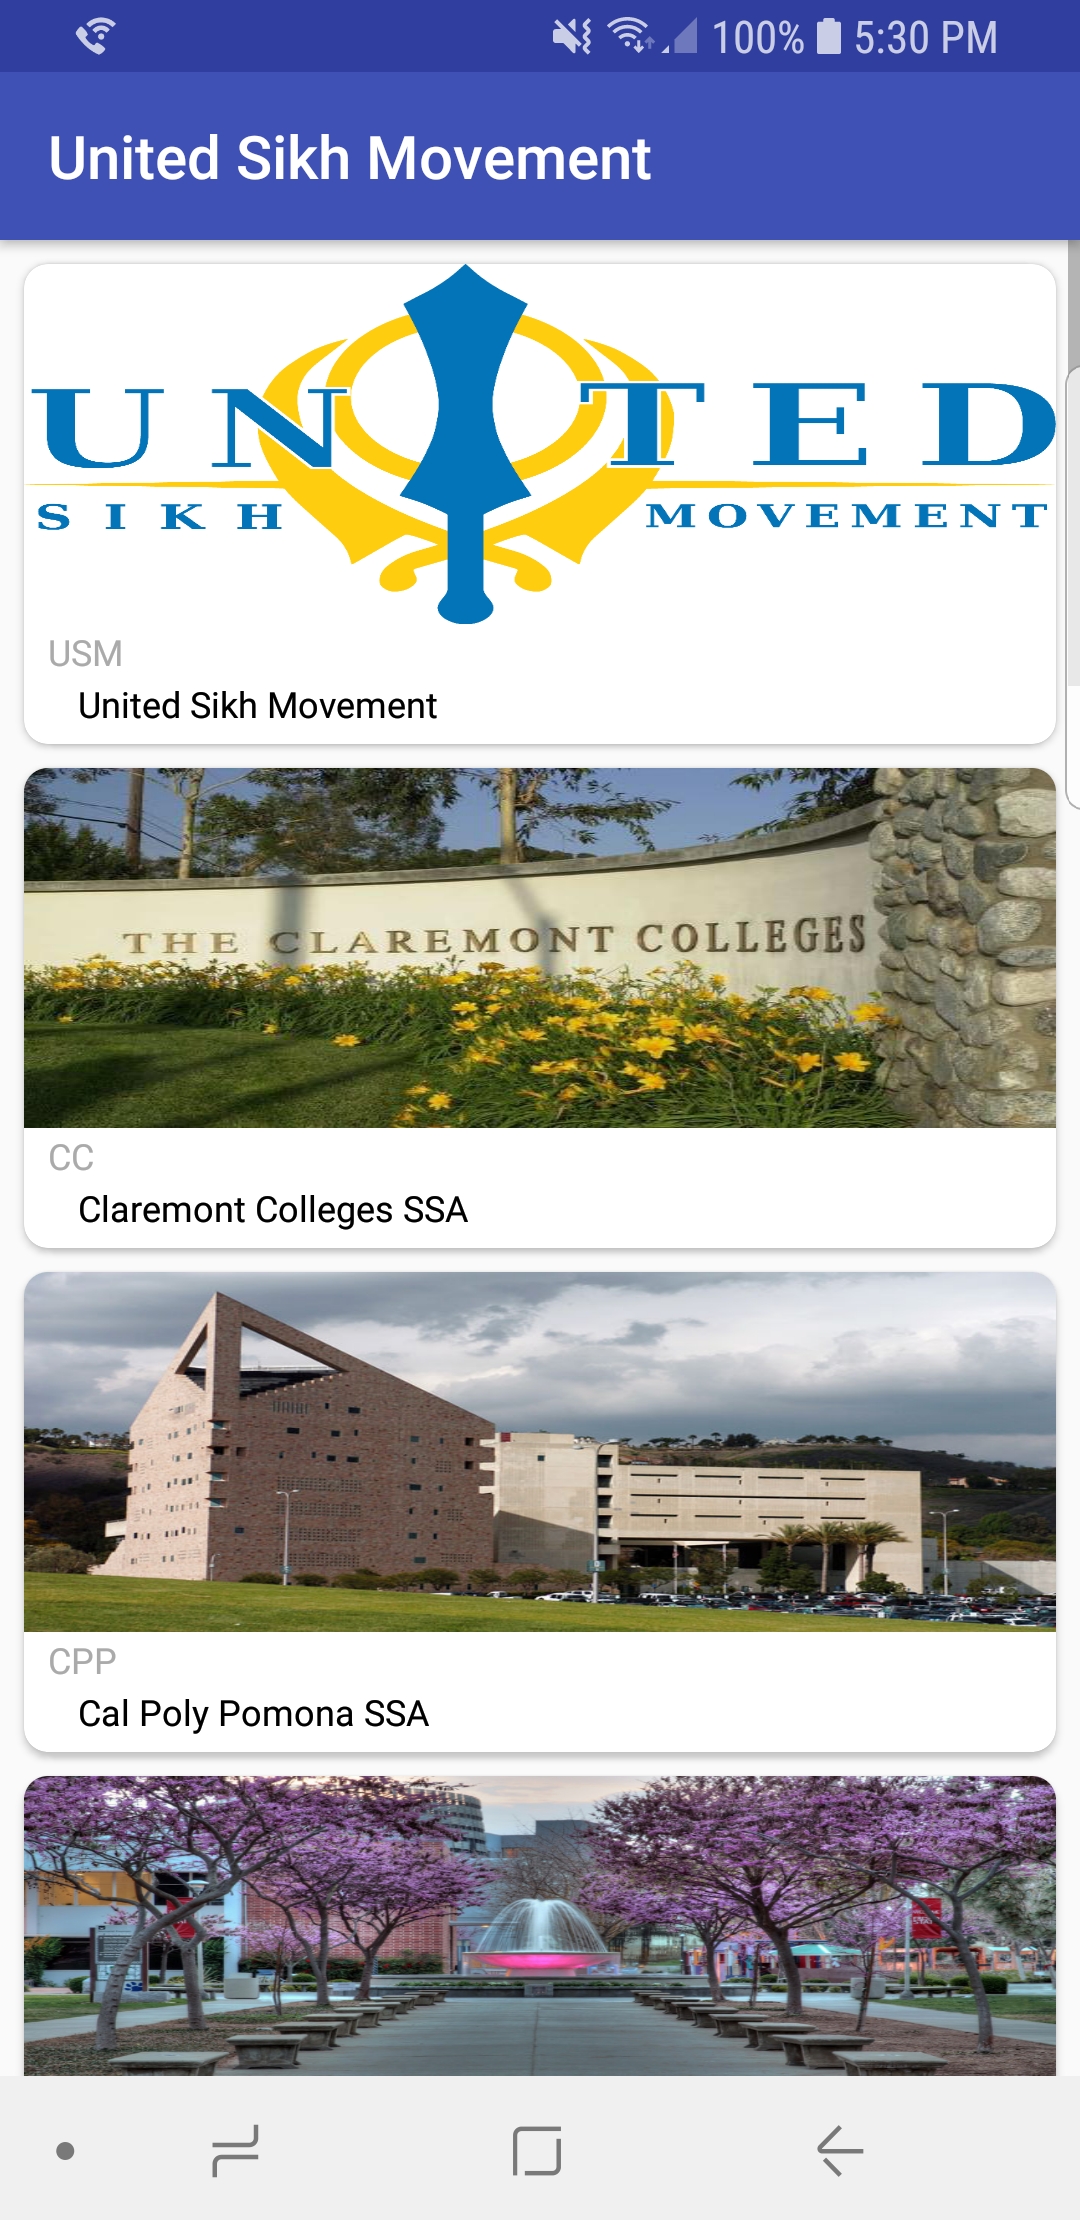 100% 5:30 PM
United Sikh Movement
UNITED
SIKH MOVEMENT
USM
United Sikh Movement
THE CLAREMONT COLLEGES
CC
Claremont Colleges SSA
CPP
Cal Poly Pomona SSA